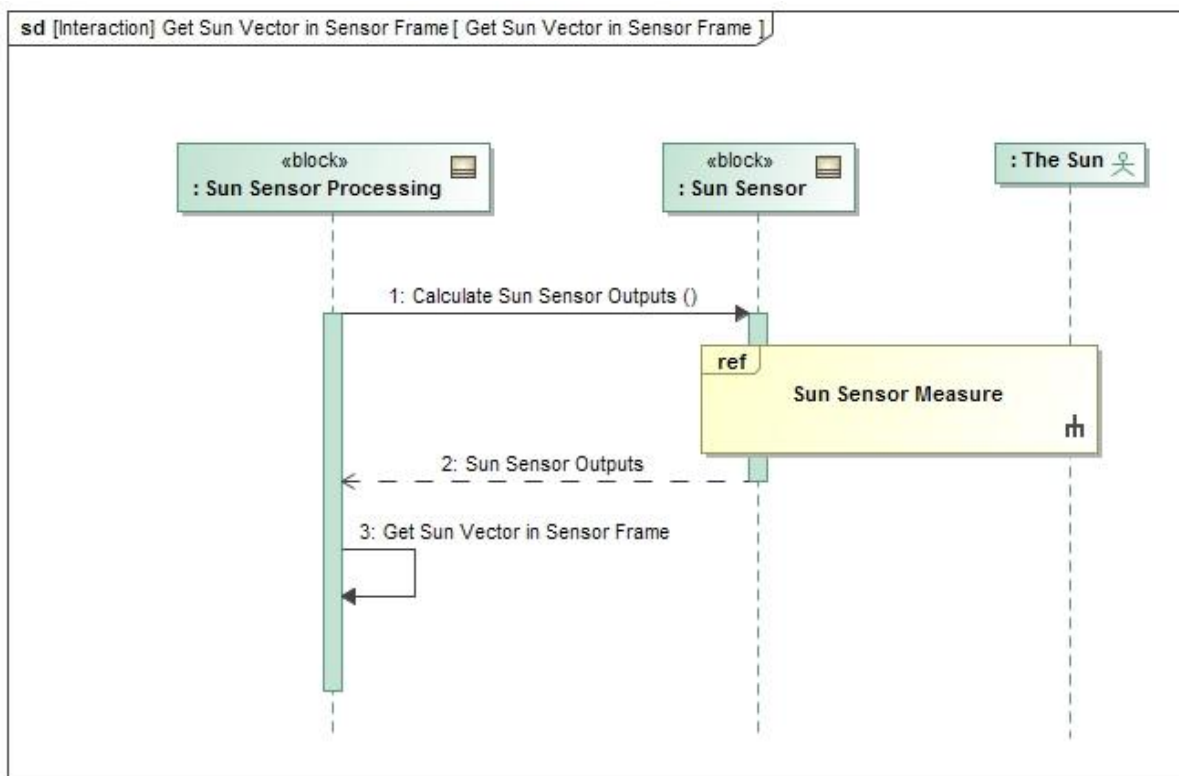 sd [Interaction] Get Sun Vector in Sensor Frame [ Get Sun Vector in Sensor Frame ]
«block»
: Sun Sensor Processing
«block»
: Sun Sensor
: The Sun
1: Calculate Sun Sensor Outputs ()
ref
Sun Sensor Measure
2: Sun Sensor Outputs
3: Get Sun Vector in Sensor Frame